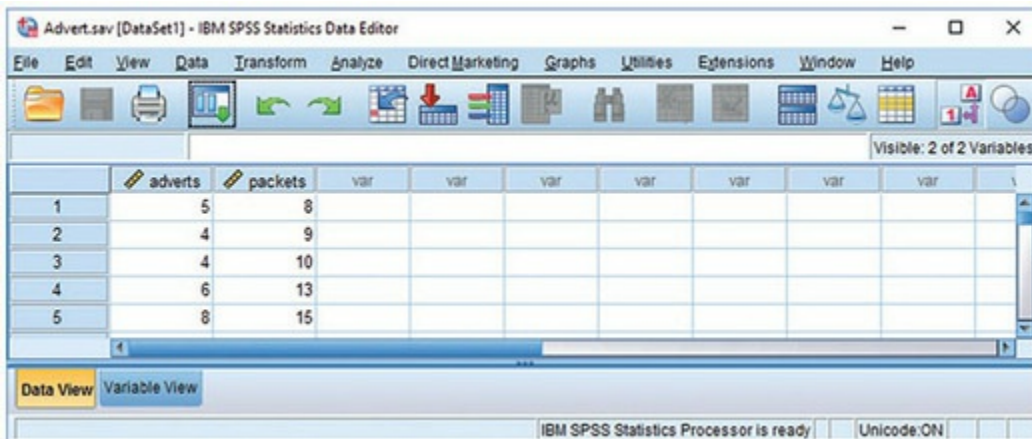 Advert.sav [DataSet1] - IBM SPSS Statistics Data Editor
File Edit View Data Transform Analyze Direct Marketing Graphs Utilities Extensions Window Help
Visible: 2 of 2 Variables
adverts packets var var var var var var var v
1 5 8
2 4 9
3 4 10
4 6 13
5 8 15
Data View Variable View
IBM SPSS Statistics Processor is ready Unicode:ON